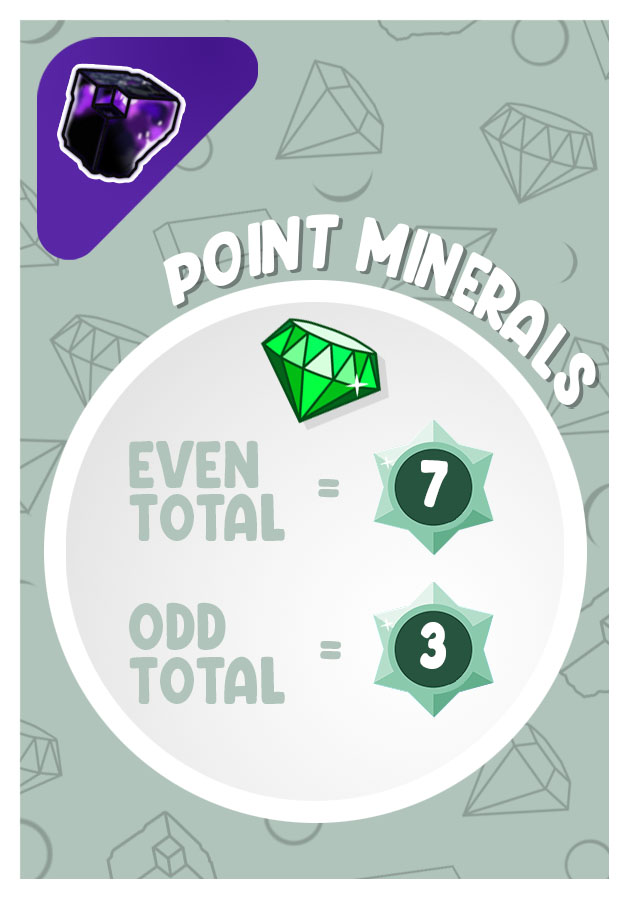 POINT MINERALS
EVEN
TOTAL
=
7
ODD
TOTAL
=
3